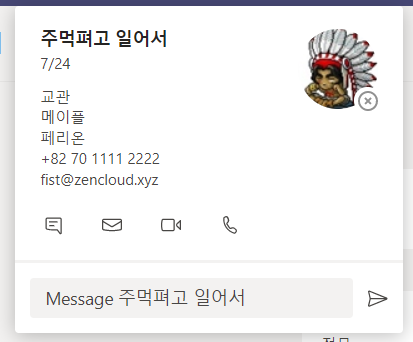 주먹펴고 일어서
7/24
교관
메이플
페리온
+82 70 1111 2222
fist@zencloud.xyz
Message 주먹펴고 일어서